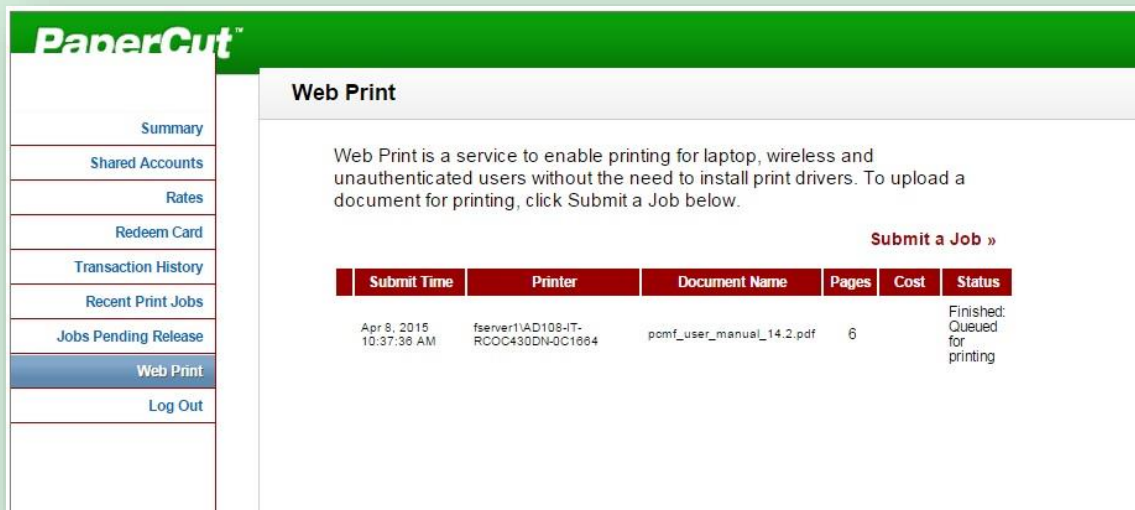 PaperCut™
Web Print
Summary
Shared Accounts
Rates
Redeem Card
Transaction History
Recent Print Jobs
Jobs Pending Release
Web Print
Log Out
Web Print is a service to enable printing for laptop, wireless and
unauthenticated users without the need to install print drivers. To upload a
document for printing, click Submit a Job below.
Submit a Job »
Submit Time Printer Document Name Pages Cost Status
Apr 8, 2015
10:37:36 AM
fserver1\AD108-IT-
RCOC430DN-0C1664
pcmf_user_manual_14.2.pdf
6
Finished:
Queued
for
printing